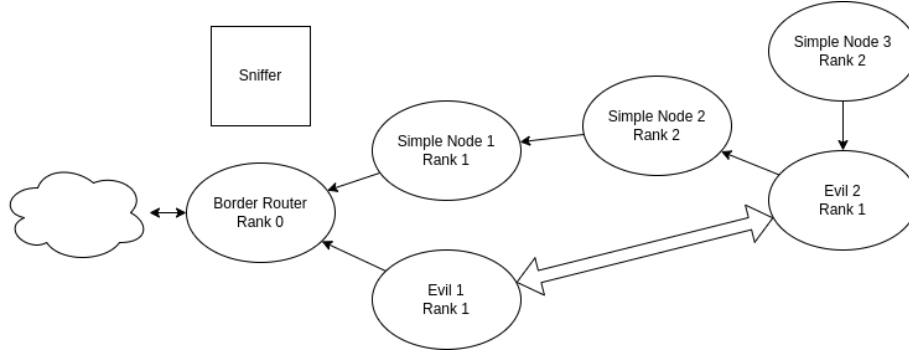 Simple Node 3
Rank 2
Sniffer
Simple Node 2
Rank 2
Simple Node 1
Rank 1
Border Router
Rank 0
Evil 2
Rank 1
Evil 1
Rank 1